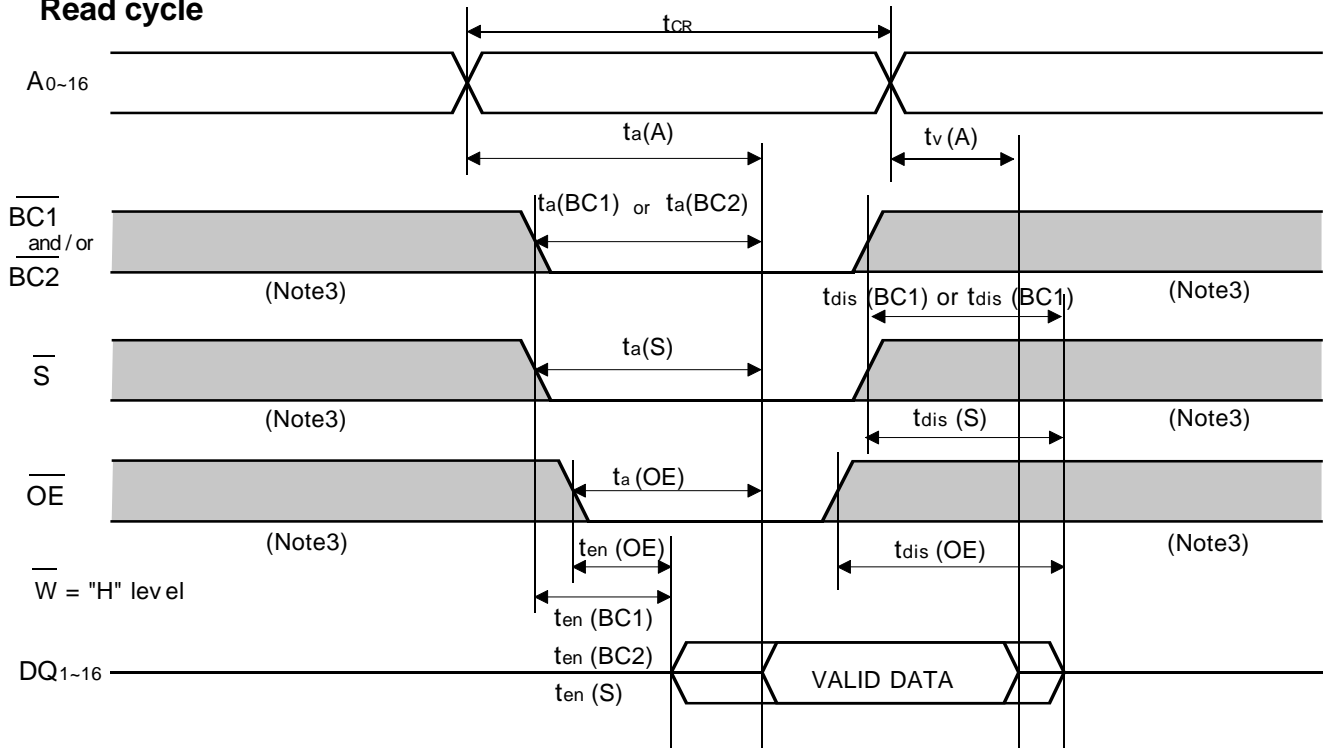 Read cycle
tCR
A0~16
ta(A)
tv (A)
BC1
and / or
BC2
ta(BC1) or ta(BC2)
(Note3)
tdis (BC1) or tdis (BC1)
(Note3)
S
ta(S)
(Note3)
tdis (S)
(Note3)
OE
ta (OE)
(Note3)
ten (OE)
tdis (OE)
(Note3)
W = "H" level
ten (BC1)
ten (BC2)
ten (S)
DQ1~16
VALID DATA